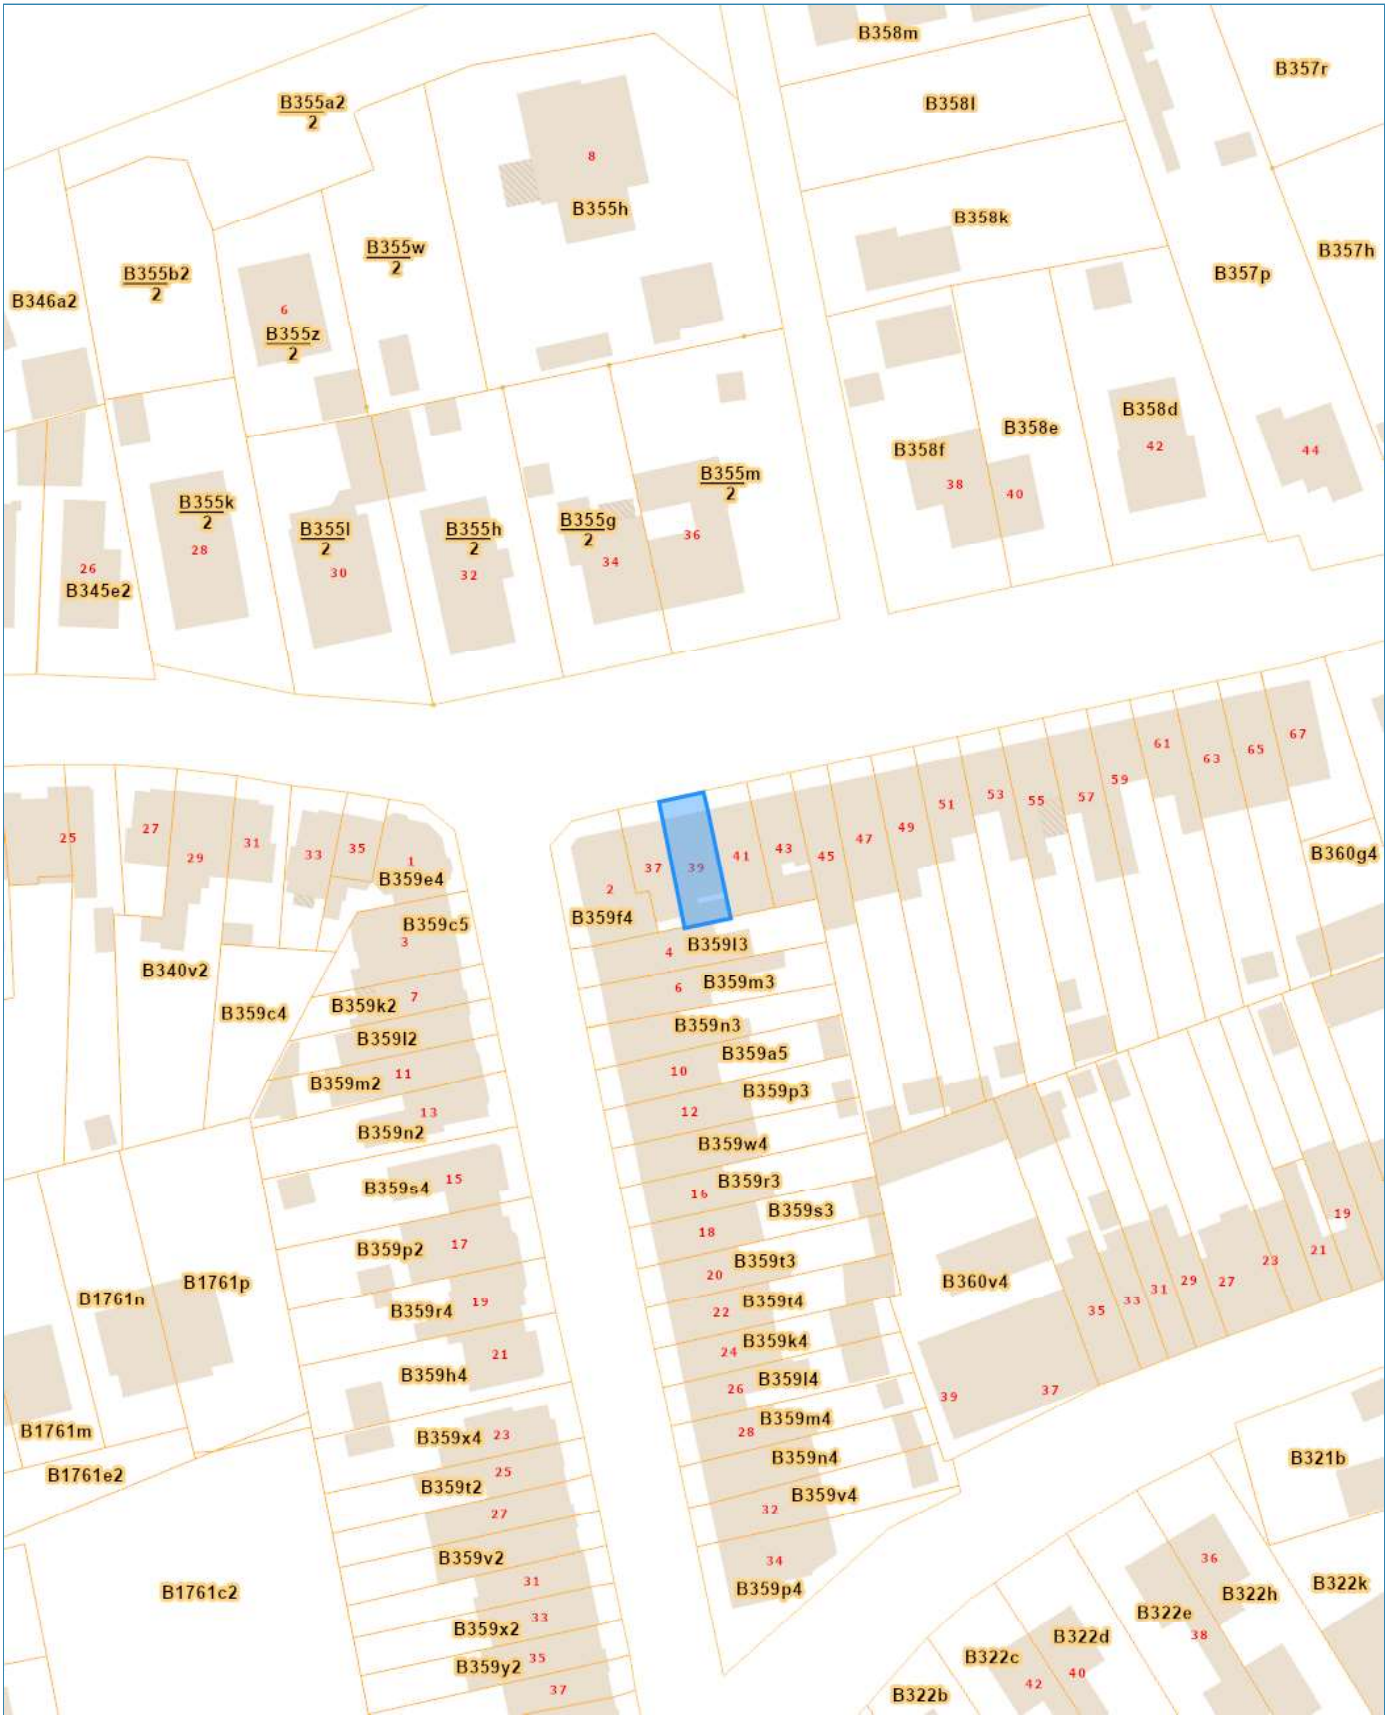 B358m
B357r
B355a2
2
B358l
8
B355h
B358k
B355w
2
B357h
B357p
B355b2
2
B346a2
6
B355z
2
B358d
42
B358e
B358f
44
38
40
B355m
2
B355k
2
28
B355l
2
30
B355h
2
32
B355g
2
34
36
26
B345e2
67
65
63
61
59
57
55
53
51
49
47
45
43
41
39
37
2
B359f4
25
27
29
31
33
35
1
B359e4
B360g4
B359c5
3
4
B359l3
B340v2
6
B359m3
7
B359k2
B359c4
B359n3
B359l2
B359a5
10
11
B359m2
B359p3
12
13
B359n2
B359w4
15
B359s4
B359r3
16
B359s3
18
19
17
B359p2
B359t3
20
B1761p
D1761n
B360v4
21
23
27
29
31
33
35
19
B359r4
B359t4
22
B359k4
24
21
B359h4
B359l4
26
39
37
B1761m
B359m4
28
B359x4
23
B359n4
B321b
B1761e2
25
B359t2
B359v4
32
27
B359v2
34
B359p4
36
B322h
B322k
B1761c2
31
33
B359x2
B322e
38
B322d
B322c
40
42
35
B359y2
37
B322b